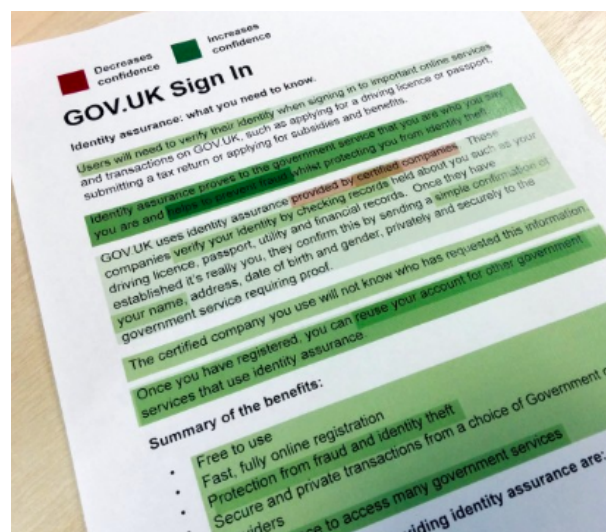 Decreases
confidence
Increases
confidence
GOV.UK Sign In
Identity assurance: what you need to know.
Users will need to verify their identity when signing in to important online services
and transactions on GOV.UK, such as applying for a driving licence or passport,
submitting a tax return or applying for subsidies and benefits.
Identity assurance proves to the government service that you are who you say
you are and helps to prevent fraud whilst protecting you from identity theft.
GOV.UK uses identity assurance provided by certified companies. These
companies verify your identity by checking records held about you such as your
driving licence, passport, utility and financial records. Once they have
established it's really you, they confirm this by sending a simple confirmation of
your name, address, date of birth and gender, privately and securely to the
government service requiring proof.
The certified company you use will not know who has requested this information.
Once you have registered, you can reuse your account for other government
services that use identity assurance.
Summary of the benefits:
• Free to use
• Fast, fully online registration
• Protection from fraud and identity theft
• Secure and private transactions from a choice of Government
to access many government services
identity assurance are: